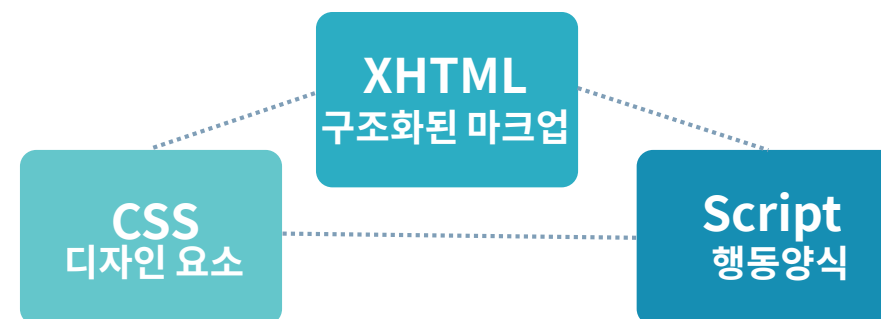 XHTML
구조화된 마크업
CSS
디자인 요소
Script
행동양식